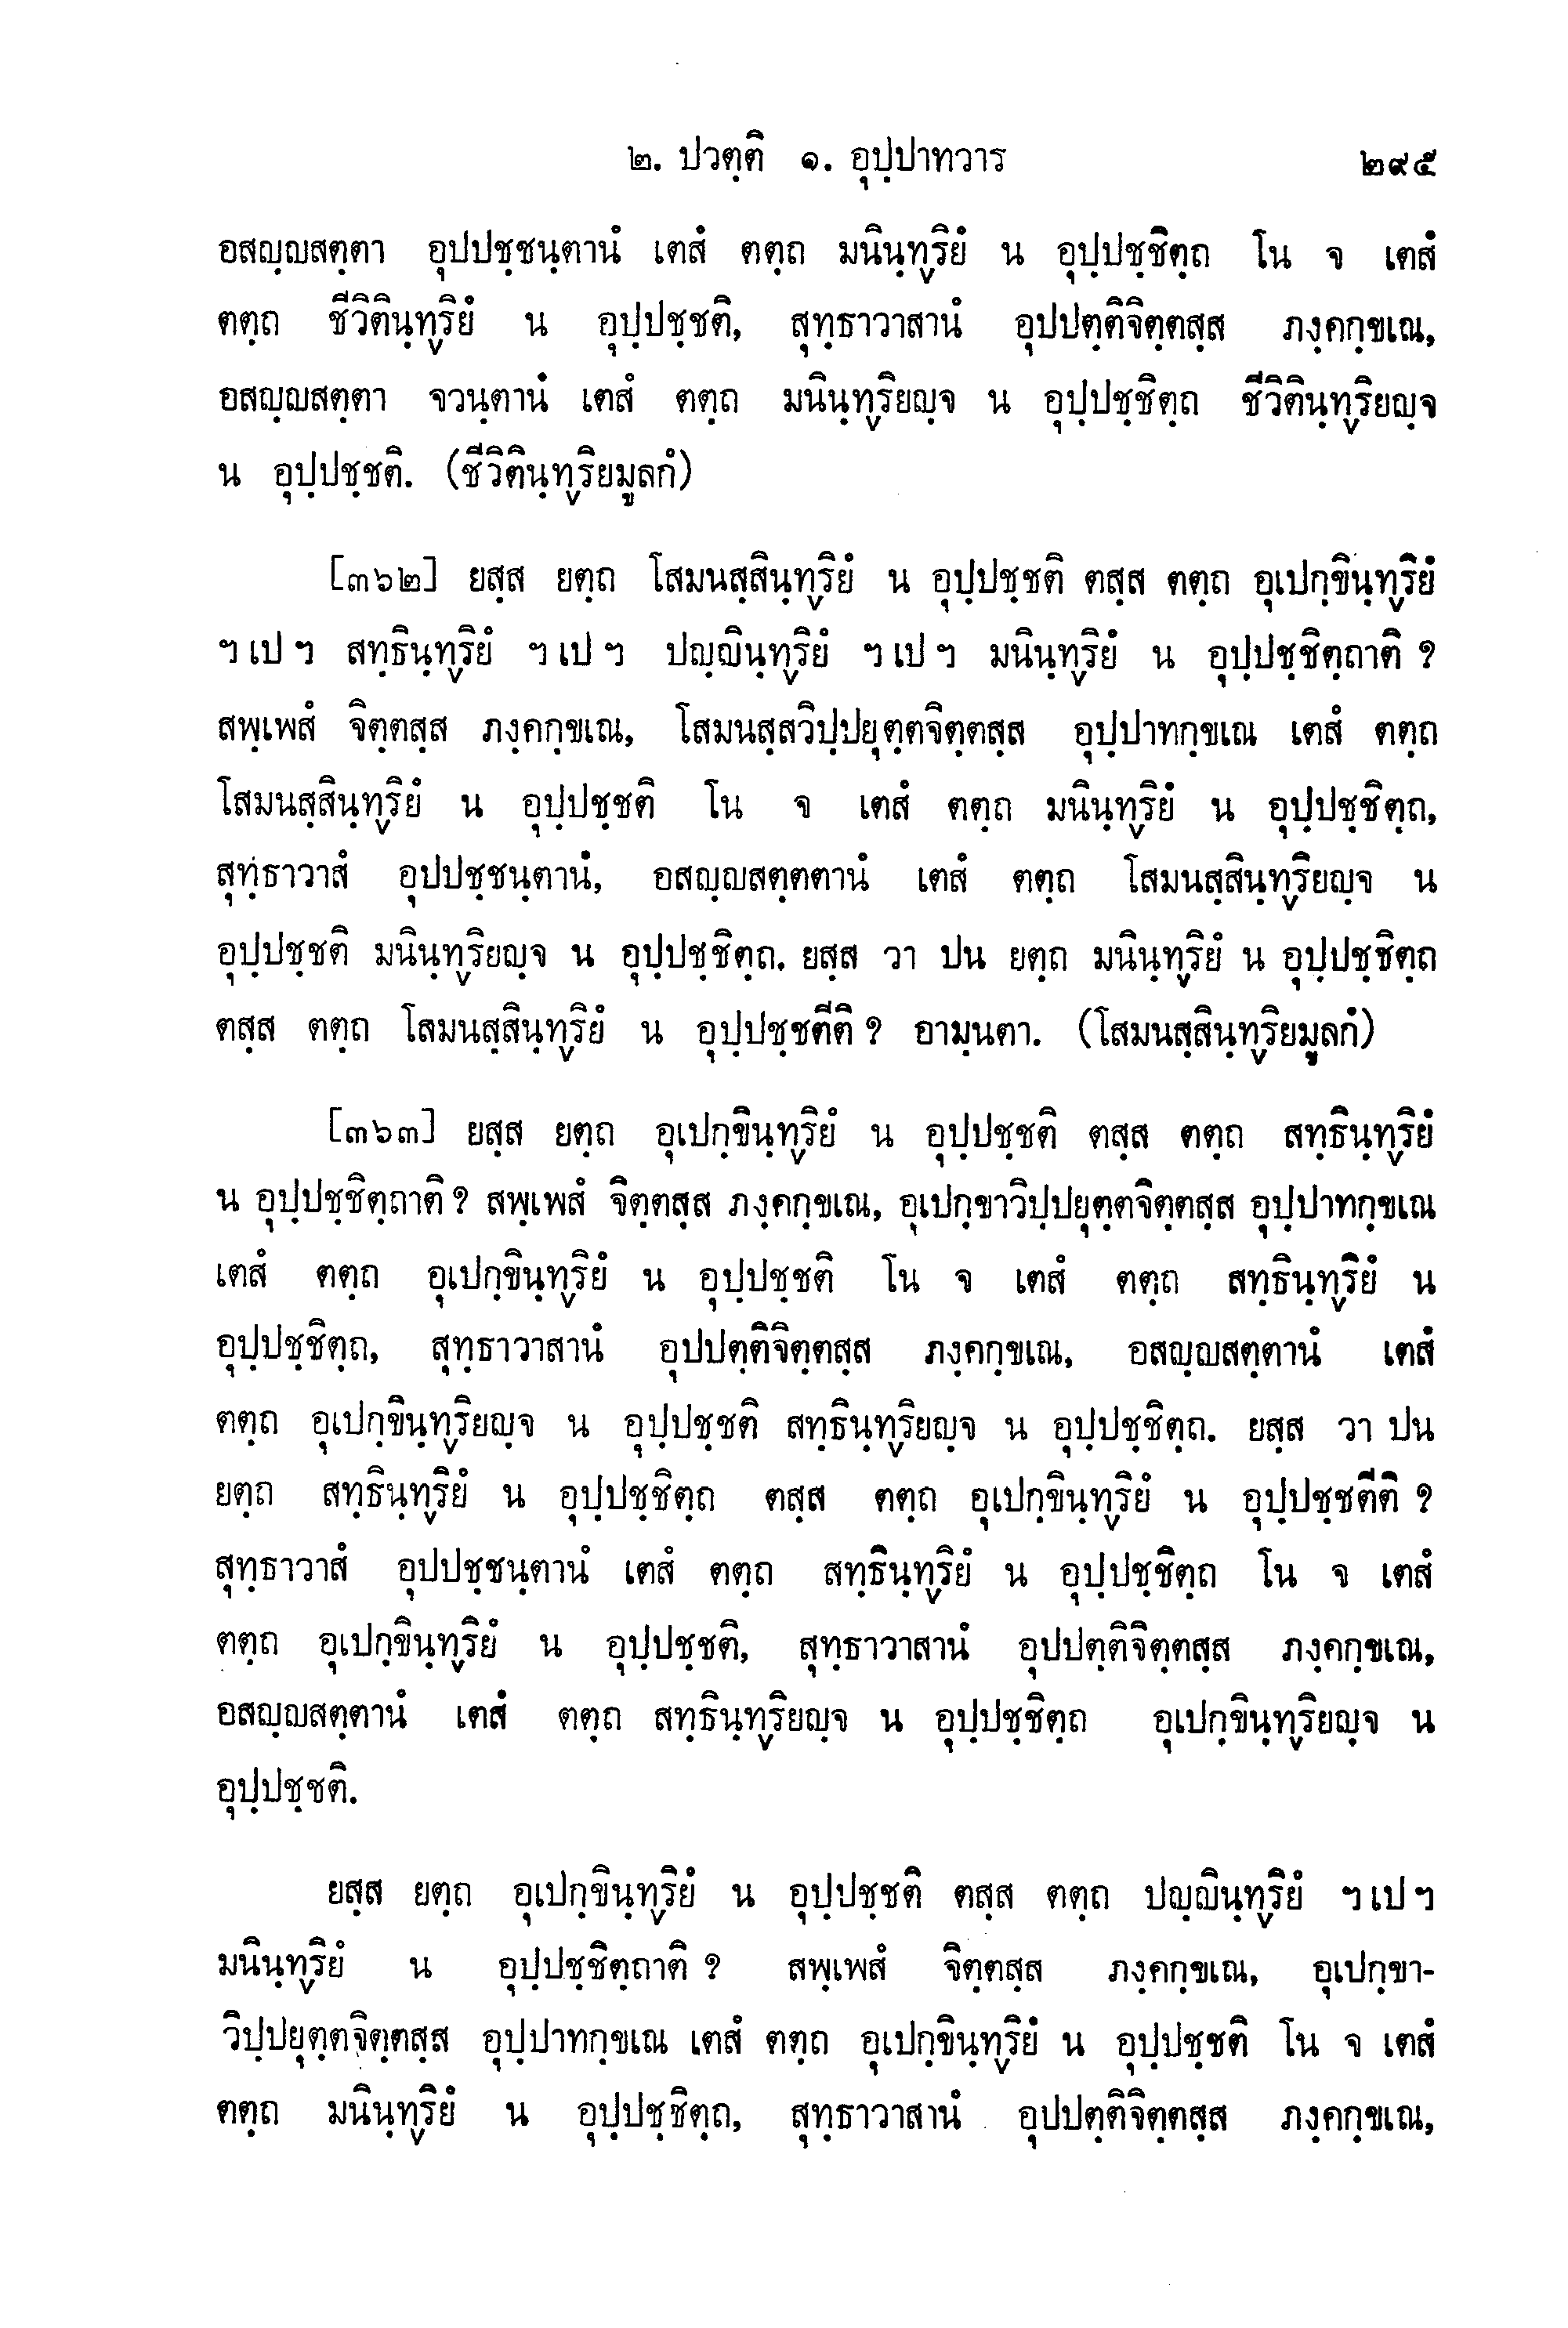 ๒. ปวตฺติ ๑. อุปฺปาทวาร ๒๙๕
อสญฺญสตฺตา อุปปชฺชนฺตานํ เตสํ ตตฺถ มนินฺทฺริยํ น อุปฺปชฺชิตฺถ โน จ เตสํ
ตตฺถ ชีวิตินฺทฺริยํ น อุปฺปชฺชติ, สุทฺธาวาสานํ อุปปตฺติจิตฺตสฺส ภงฺคกฺขเณ,
อสญฺญสตฺตา จวนฺตานํ เตสํ ตตฺถ มนินฺทฺริยญฺจ น อุปฺปชฺชิตฺถ ชีวิตินฺทฺริยญฺจ
น อุปฺปชฺชติ. (ชีวิตินฺทฺริยมูลกํ)
[๓๖๒] ยสฺส ยตฺถ โสมนสฺสินฺทฺริยํ น อุปฺปชฺชติ ตสฺส ตตฺถ อุเปกฺขินฺทฺริยํ
ฯ เป ฯ สทฺธินฺทฺริยํ ฯ เป ฯ ปญฺญินฺทฺริยํ ฯ เป ฯ มนินฺทฺริยํ น อุปฺปชฺชิตฺถาติ ?
สพฺเพสํ จิตฺตสฺส ภงฺคกฺขเณ, โสมนสฺสวิปฺปยุตฺตจิตฺตสฺส อุปฺปาทกฺขเณ เตสํ ตตฺถ
โสมนสฺสินฺทฺริยํ น อุปฺปชฺชติ โน จ เตสํ ตตฺถ มนินฺทฺริยํ น อุปฺปชฺชิตฺถ,
สุทฺธาวาสํ อุปปชฺชนฺตานํ, อสญฺญสตฺตตานํ เตสํ ตตฺถ โสมนสฺสินฺทฺริยญฺจ น
อุปฺปชฺชติ มนินฺทฺริยญฺจ น อุปฺปชฺชิตฺถ. ยสฺส วา ปน ยตฺถ มนินฺทฺริยํ น อุปฺปชฺชิตฺถ
ตสฺส ตตฺถ โสมนสฺสินฺทฺริยํ น อุปฺปชฺชตีติ ? อามฺนตา. (โสมนสฺสินฺทฺริยมูลกํ)
[๓๖๓] ยสฺส ยตฺถ อุเปกฺขินฺทฺริยํ น อุปฺปชฺชติ ตสฺส ตตฺถ สทฺธินฺทฺริยํ
น อุปฺปชฺชิตฺถาติ ? สพฺเพสํ จิตฺตสฺส ภงฺคกฺขเณ, อุเปกฺขาวิปฺปยุตฺตจิตฺตสฺส อุปฺปาทกฺขเณ
เตสํ ตตฺถ อุเปกฺขินฺทฺริยํ น อุปฺปชฺชติ โน จ เตสํ ตตฺถ สทฺธินฺทฺริยํ น
อุปฺปชฺชิตฺถ, สุทฺธาวาสานํ อุปปตฺติจิตฺตสฺส ภงฺคกฺขเณ, อสญฺญสตฺตานํ เตสํ
ตตฺถ อุเปกฺขินฺทฺริยญฺจ น อุปฺปชฺชติ สทฺธินฺทฺริยญฺจ น อุปฺปชฺชิตฺถ. ยสฺส วา ปน
ยตฺถ สทฺธินฺทฺริยํ น อุปฺปชฺชิตฺถ ตสฺส ตตฺถ อุเปกฺขินฺทฺริยํ น อุปฺปชฺชตีติ ?
สุทฺธาวาสํ อุปปชฺชนฺตานํ เตสํ ตตฺถ สทฺธินฺทฺริยํ น อุปฺปชฺชิตฺถ โน จ เตสํ
ตตฺถ อุเปกฺขินฺทฺริยํ น อุปฺปชฺชติ, สุทฺธาวาสานํ อุปปตฺติจิตฺตสฺส ภงฺคกฺขเณ,
อสญฺญสตฺตานํ เตสํ ตตฺถ สทฺธินฺทฺริยญฺจ น อุปฺปชฺชิตฺถ อุเปกฺขินฺทฺริยญฺจ น
อุปฺปชฺชติ.
ยสฺส ยตฺถ อุเปกฺขินฺทฺริยํ น อุปฺปชฺชติ ตสฺส ตตฺถ ปญฺญินฺทฺริยํ ฯ เป ฯ
มนินฺทฺริยํ น อุปฺปชฺชิตฺถาติ ? สพฺเพสํ จิตฺตสฺส ภงฺคกฺขเณ, อุเปกฺขา-
วิปฺปยุตฺตจิตฺตสฺส อุปฺปาทกฺขเณ เตสํ ตตฺถ อุเปกฺขินฺทฺริยํ น อุปฺปชฺชติ โน จ เตสํ
ตตฺถ มนินฺทฺริยํ น อุปฺปชฺชิตฺถ, สุทฺธาวาสานํ อุปปตฺติจิตฺตสฺส ภงฺคกฺขเณ,